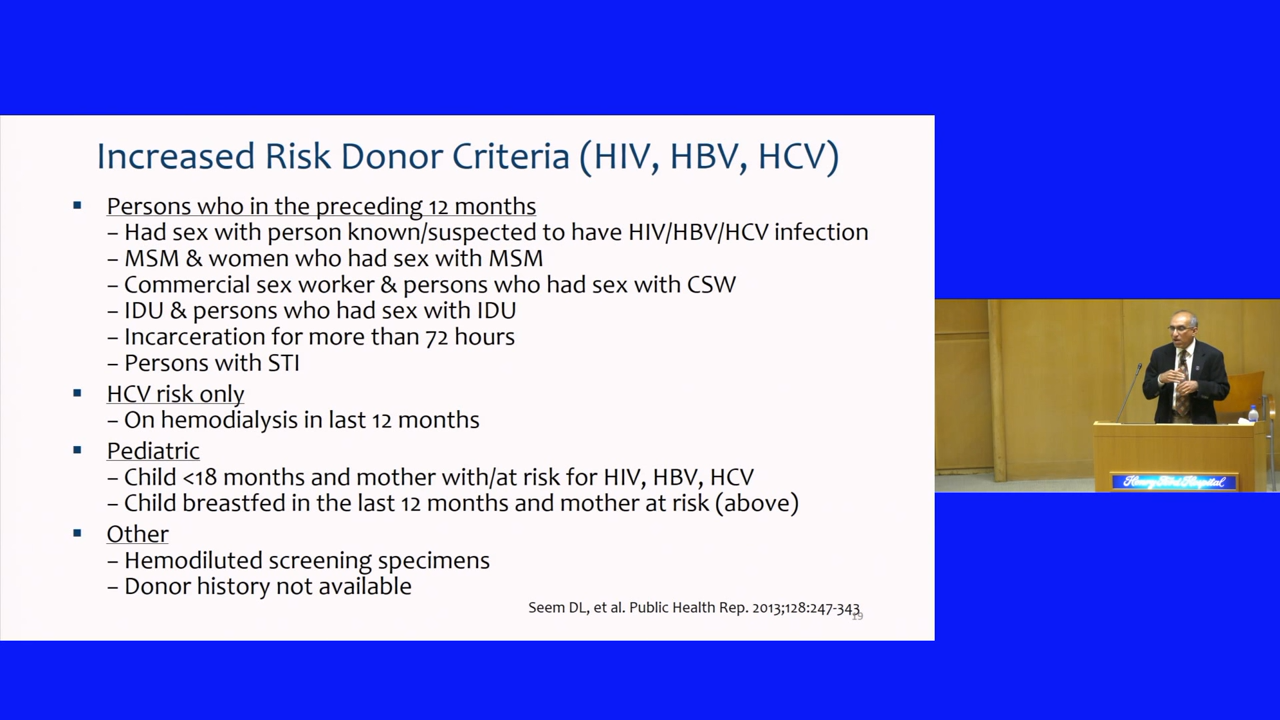 Increased Risk Donor Criteria (HIV, HBV, HCV)
▪ Persons who in the preceding 12 months
– Had sex with person known/suspected to have HIV/HBV/HCV infection
– MSM & women who had sex with MSM
– Commercial sex worker & persons who had sex with CSW
– IDU & persons who had sex with IDU
– Incarceration for more than 72 hours
– Persons with STI
▪ HCV risk only
– On hemodialysis in last 12 months
▪ Pediatric
– Child <18 months and mother with/at risk for HIV, HBV, HCV
– Child breastfed in the last 12 months and mother at risk (above)
▪ Other
– Hemodiluted screening specimens
– Donor history not available
Seem DL, et al. Public Health Rep. 2013;128:247-343
19
Henry Ford Hospital